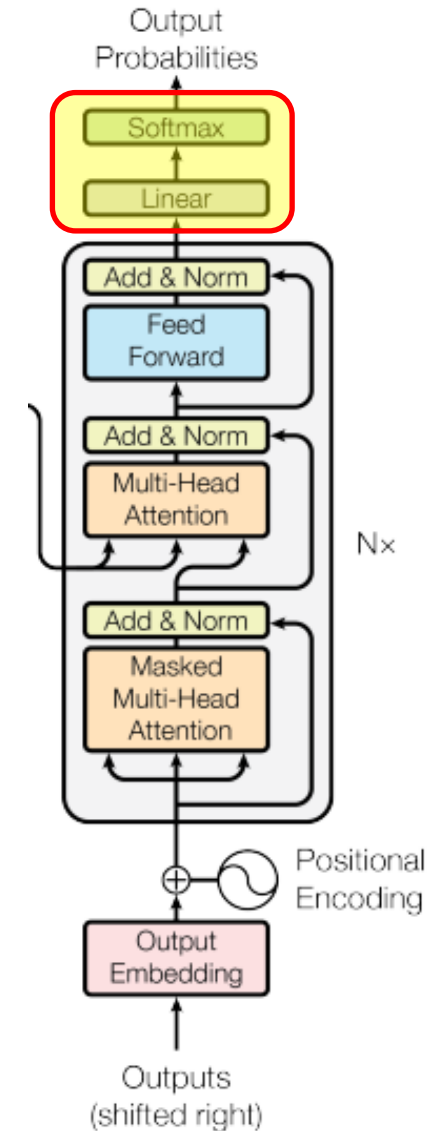 Output
Probabilities
Softmax
Linear
Add & Norm
Feed
Forward
Add & Norm
Multi-Head
Attention
N×
Add & Norm
Masked
Multi-Head
Attention
Positional
Encoding
Output
Embedding
Outputs
(shifted right)